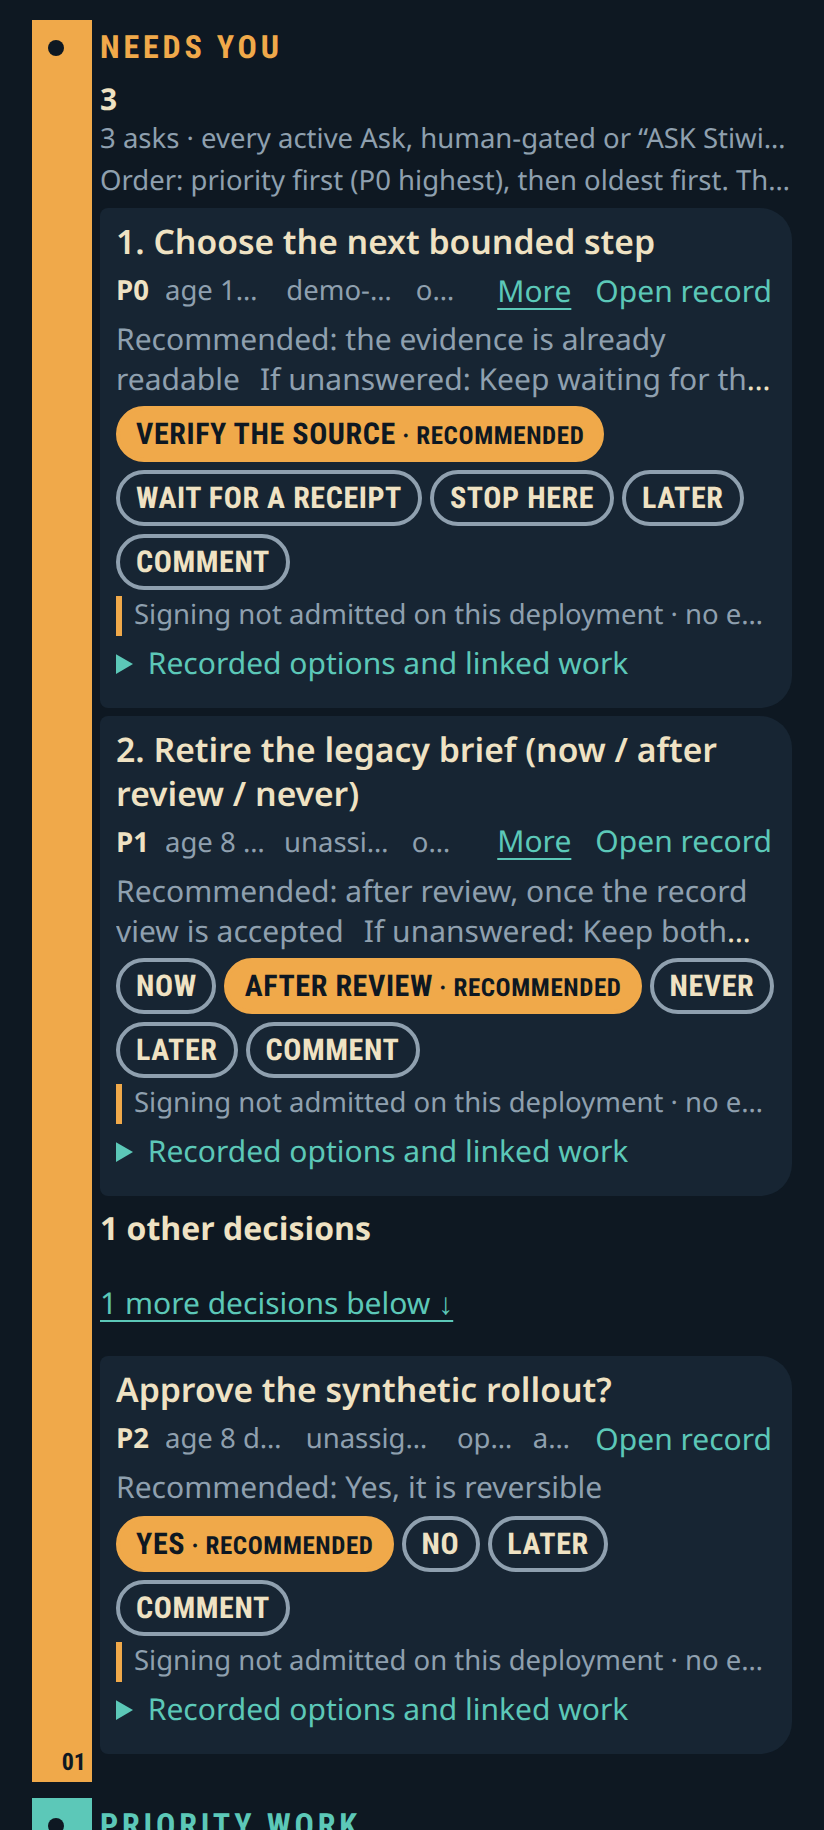 NEEDS YOU
3
3 asks · every active Ask, human-gated or “ASK Stiwi...
Order: priority first (P0 highest), then oldest first. Th...
1. Choose the next bounded step
P0 age 1... demo-... o... More Open record
Recommended: the evidence is already
readable If unanswered: Keep waiting for th...
VERIFY THE SOURCE · RECOMMENDED
WAIT FOR A RECEIPT STOP HERE LATER
COMMENT
Signing not admitted on this deployment · no e...
▶ Recorded options and linked work
2. Retire the legacy brief (now / after
review / never)
P1 age 8 ... unassi... o... More Open record
Recommended: after review, once the record
view is accepted If unanswered: Keep both...
NOW AFTER REVIEW · RECOMMENDED NEVER
LATER COMMENT
Signing not admitted on this deployment · no e...
▶ Recorded options and linked work
1 other decisions
1 more decisions below ↓
Approve the synthetic rollout?
P2 age 8 d... unassig... op... a... Open record
Recommended: Yes, it is reversible
YES · RECOMMENDED NO LATER
COMMENT
Signing not admitted on this deployment · no e...
▶ Recorded options and linked work
01
PRIORITY WORK